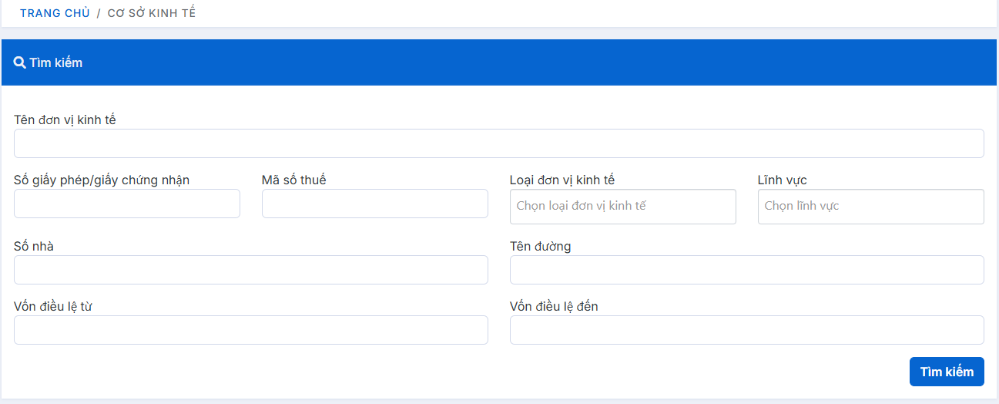 TRANG CHỦ / CƠ SỞ KINH TẾ
Tìm kiếm
Tên đơn vị kinh tế
Số giấy phép/giấy chứng nhận Mã số thuế Loại đơn vị kinh tế Lĩnh vực
Chọn loại đơn vị kinh tế Chọn lĩnh vực
Số nhà Tên đường
Vốn điều lệ từ Vốn điều lệ đến
Tìm kiếm